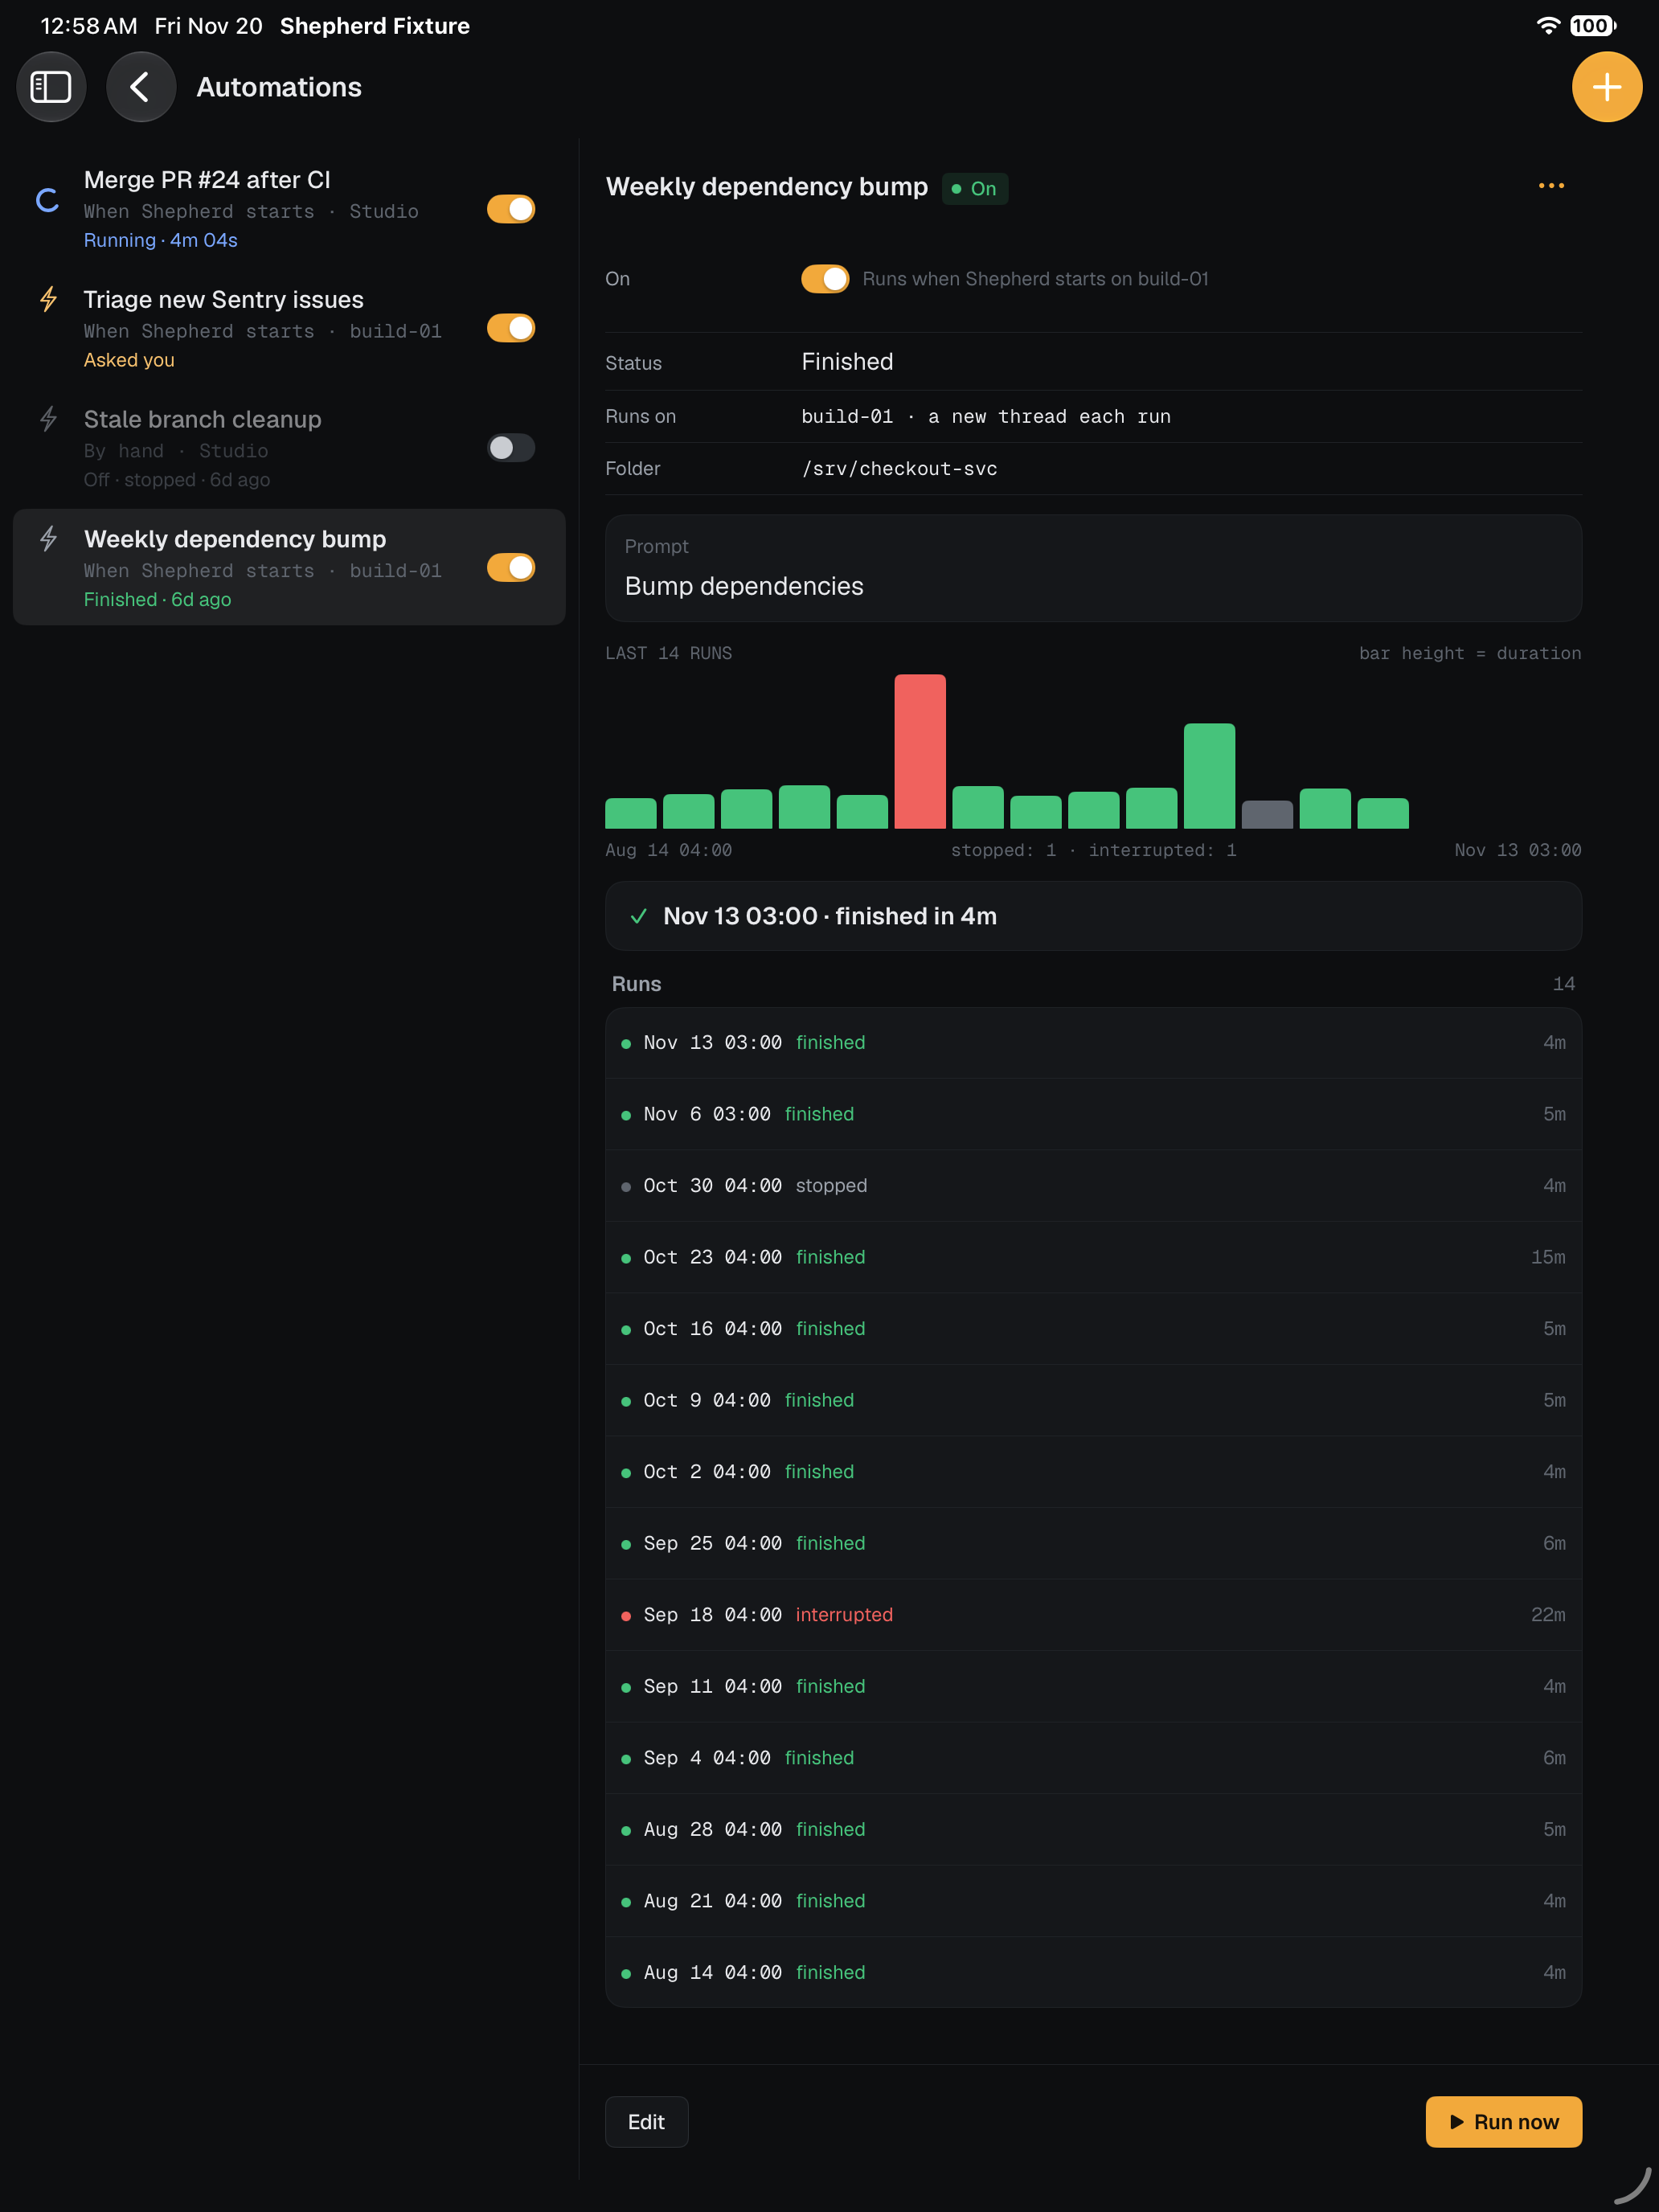 12:58 AM Fri Nov 20 Shepherd Fixture
100
Automations
Merge PR #24 after CI
When Shepherd starts · Studio
Running · 4m 04s
Triage new Sentry issues
When Shepherd starts · build-01
Asked you
Stale branch cleanup
By hand · Studio
Off · stopped · 6d ago
Weekly dependency bump
When Shepherd starts · build-01
Finished · 6d ago
Weekly dependency bump On
On Runs when Shepherd starts on build-01
Status Finished
Runs on build-01 · a new thread each run
Folder /srv/checkout-svc
Prompt
Bump dependencies
LAST 14 RUNS bar height = duration
Aug 14 04:00 stopped: 1 · interrupted: 1 Nov 13 03:00
Nov 13 03:00 · finished in 4m
Runs 14
Nov 13 03:00 finished 4m
Nov 6 03:00 finished 5m
Oct 30 04:00 stopped 4m
Oct 23 04:00 finished 15m
Oct 16 04:00 finished 5m
Oct 9 04:00 finished 5m
Oct 2 04:00 finished 4m
Sep 25 04:00 finished 6m
Sep 18 04:00 interrupted 22m
Sep 11 04:00 finished 4m
Sep 4 04:00 finished 6m
Aug 28 04:00 finished 5m
Aug 21 04:00 finished 4m
Aug 14 04:00 finished 4m
Edit Run now